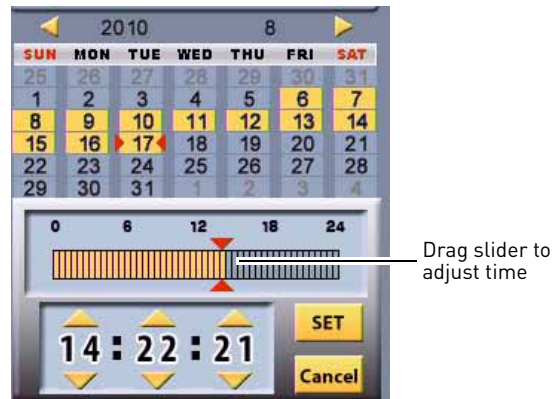 2010 8
SUN MON TUE WED THU FRI SAT
25 26 27 28 29 30 31
1 2 3 4 5 6 7
8 9 10 11 12 13 14
15 16 17 18 19 20 21
22 23 24 25 26 27 28
29 30 31 1 2 3 4
0 6 12 18 24
Drag slider to
adjust time
14:22:21
SET
Cancel